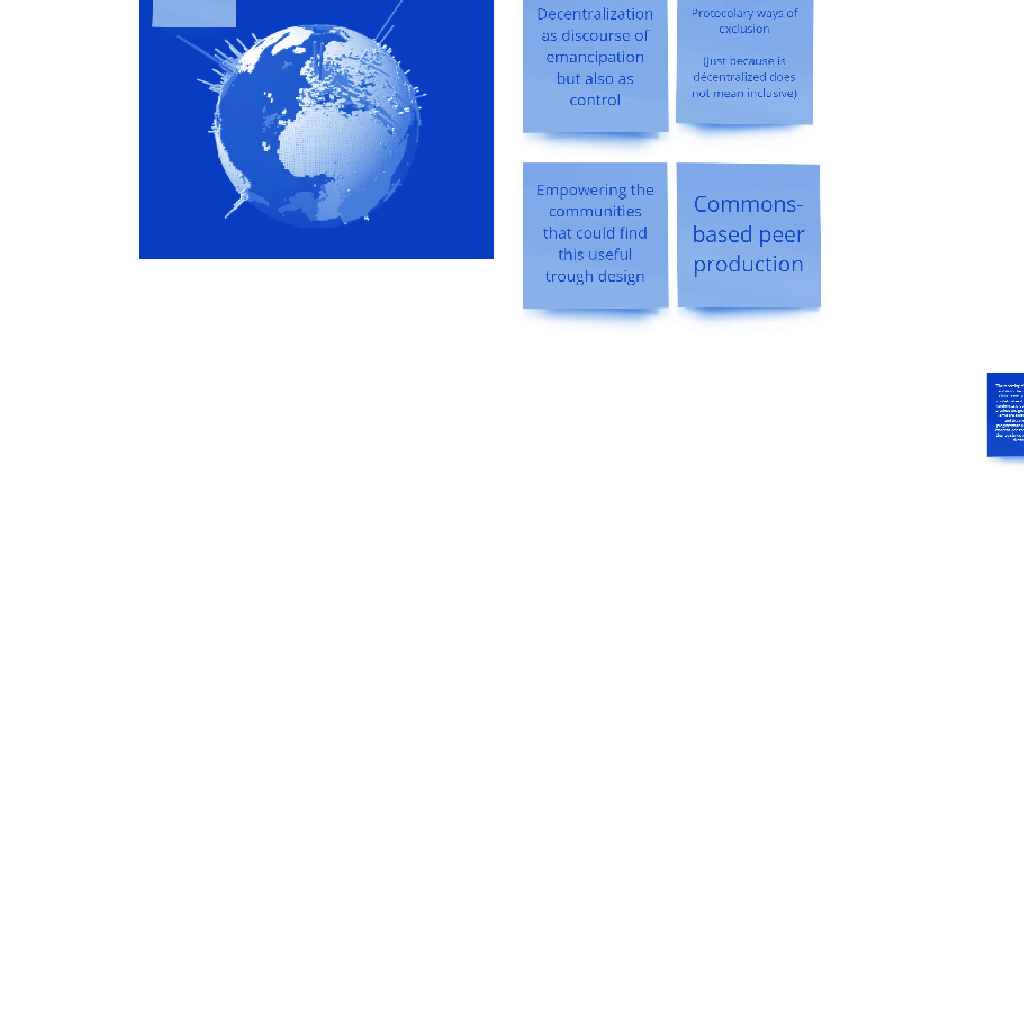 Decentralization
as discourse of
emancipation
but also as
control
Protocolary ways of
exclusion
(Just because is
decentralized does
not mean inclusive)
Empowering the
communities
that could find
this useful
trough design
Commons-
based peer
production